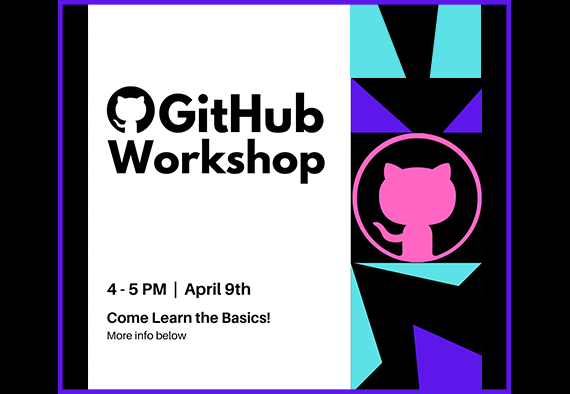 GitHub
Workshop
4 - 5 PM | April 9th
Come Learn the Basics!
More info below